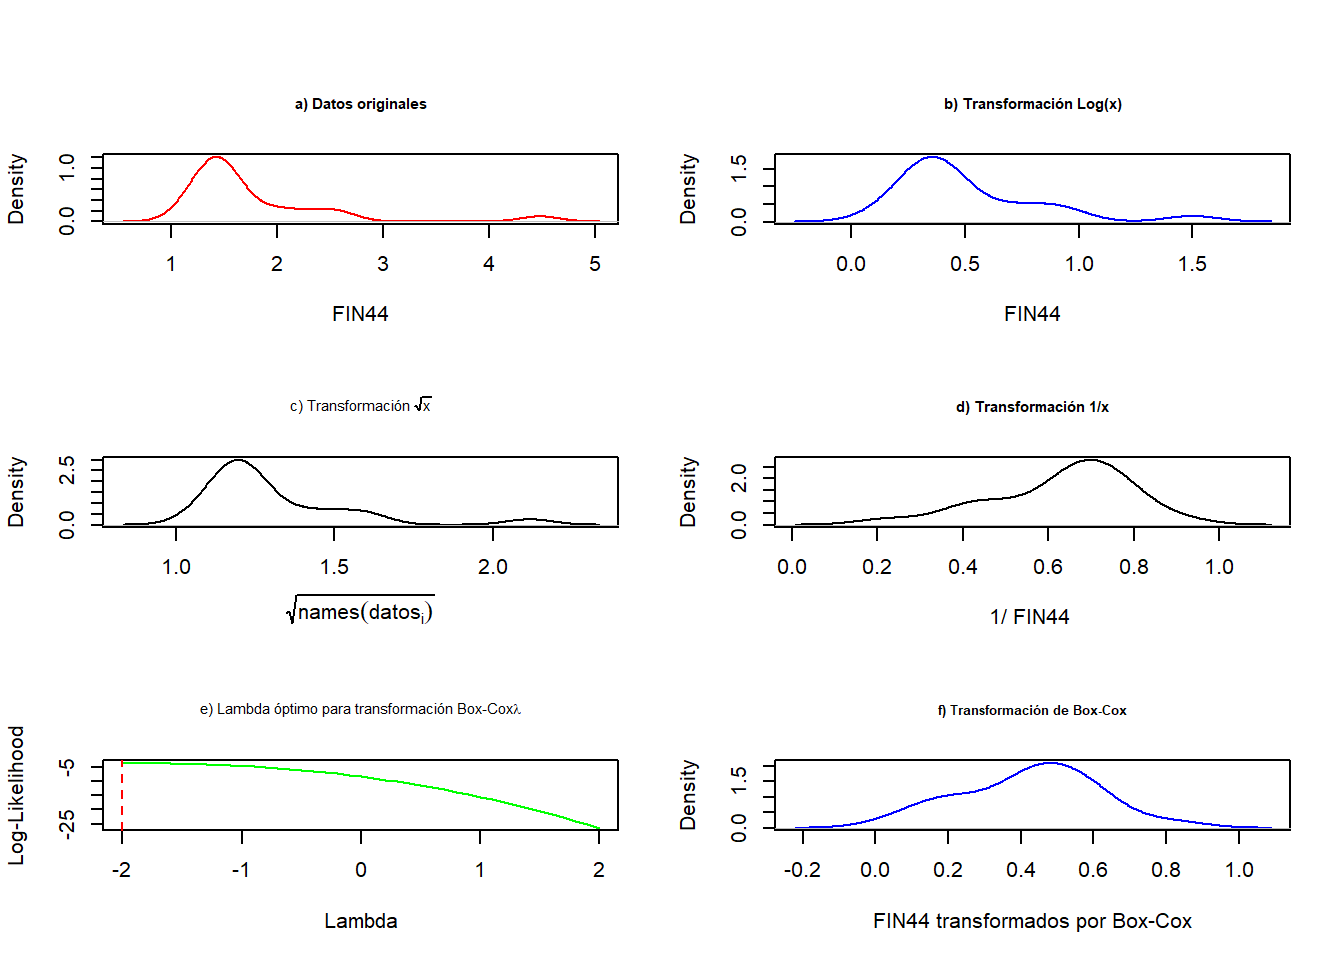 a) Datos originales
Density
0.0 1.0
1 2 3 4 5
FIN44
b) Transformación Log(x)
Density
0.0 1.5
0.0 0.5 1.0 1.5
FIN44
c) Transformación √x
Density
0.0 2.5
1.0 1.5 2.0
√names(datosᵢ)
d) Transformación 1/x
Density
0.0 2.0
0.0 0.2 0.4 0.6 0.8 1.0
1/ FIN44
e) Lambda óptimo para transformación Box-Coxλ
Log-Likelihood
-25 -5
-2 -1 0 1 2
Lambda
f) Transformación de Box-Cox
Density
0.0 1.5
-0.2 0.0 0.2 0.4 0.6 0.8 1.0
FIN44 transformados por Box-Cox